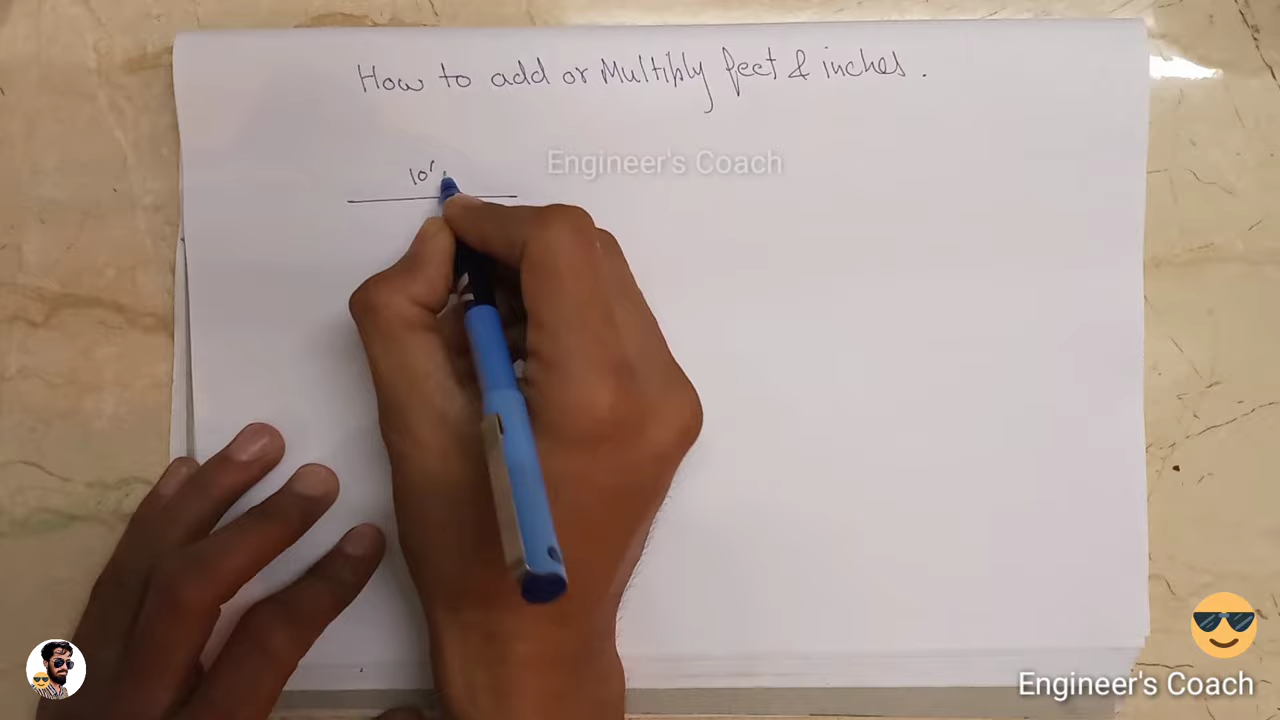 How to add or Multiply feet & inches.
Engineer's Coach
10'
Engineer's Coach